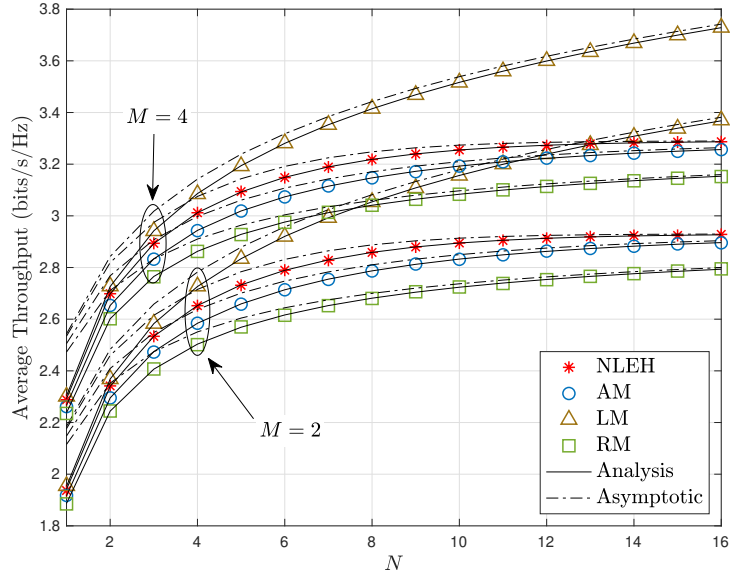 3.8
3.6
3.4
3.2
3
2.8
2.6
2.4
2.2
2
1.8
Average Throughput (bits/s/Hz)
M = 4
M = 2
NLEH
AM
LM
RM
Analysis
Asymptotic
2 4 6 8 10 12 14 16
N